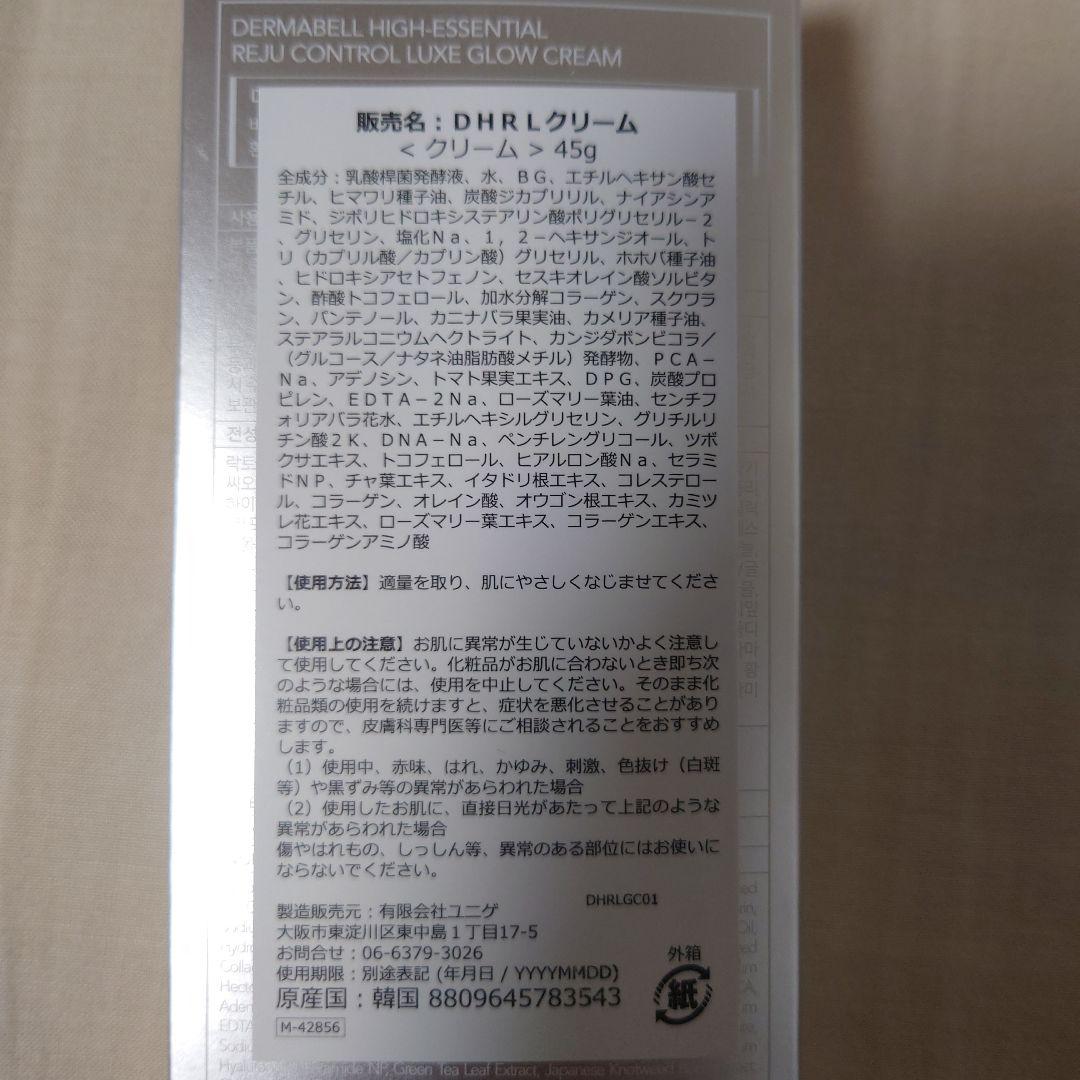 DERMABELL HIGH-ESSENTIAL
REJU CONTROL LUXE GLOW CREAM
販売名：ＤＨＲＬクリーム
＜クリーム＞45g
全成分：乳酸桿菌発酵液、水、ＢＧ、エチルヘキサン酸セ
チル、ヒマワリ種子油、炭酸ジカプリリル、ナイアシンア
ミド、ジポリヒドロキシステアリン酸ポリグリセリル－２
、グリセリン、塩化Ｎａ、１，２－ヘキサンジオール、ト
リ（カプリル酸／カプリン酸）グリセリル、ホホバ種子油
、ヒドロキシアセトフェノン、セスキオレイン酸ソルビタ
ン、酢酸トコフェロール、加水分解コラーゲン、スクワラ
ン、パンテノール、カニナバラ果実油、カメリア種子油、
ステアラルコニウムヘクトライト、カンジダボンビコラ／
（グルコース／ナタネ油脂肪酸メチル）発酵物、ＰＣＡ－
Ｎａ、アデノシン、トマト果実エキス、ＤＰＧ、炭酸プロ
ピレン、ＥＤＴＡ－２Ｎａ、ローズマリー葉油、センチフ
ォリアバラ花水、エチルヘキシルグリセリン、グリチルリ
チン酸２Ｋ、ＤＮＡ－Ｎａ、ペンチレングリコール、ツボ
クサエキス、トコフェロール、ヒアルロン酸Ｎａ、セラミ
ドＮＰ、チャ葉エキス、イタドリ根エキス、コレステロー
ル、コラーゲン、オレイン酸、オウゴン根エキス、カミツ
レ花エキス、ローズマリー葉エキス、コラーゲンエキス、
コラーゲンアミノ酸
【使用方法】適量を取り、肌にやさしくなじませてくださ
い。
【使用上の注意】お肌に異常が生じていないかよく注意し
て使用してください。化粧品がお肌に合わないとき即ち次
のような場合には、使用を中止してください。そのまま化
粧品類の使用を続けますと、症状を悪化させることがあり
ますので、皮膚科専門医等にご相談されることをおすすめ
します。
（1）使用中、赤味、はれ、かゆみ、刺激、色抜け（白斑
等）や黒ずみ等の異常があらわれた場合
（2）使用したお肌に、直接日光があたって上記のような
異常があらわれた場合
傷やはれもの、しっしん等、異常のある部位にはお使いに
ならないでください。
DHRLGC01
製造販売元：有限会社ユニゲ
大阪市東淀川区東中島１丁目17-5
お問合せ：06-6379-3026
使用期限：別途表記 (年月日 / YYYYMMDD)
原産国：韓国 8809645783543
M-42856
外箱
紙
NP, Green Tea Leaf Extract, Japanese Knotweed